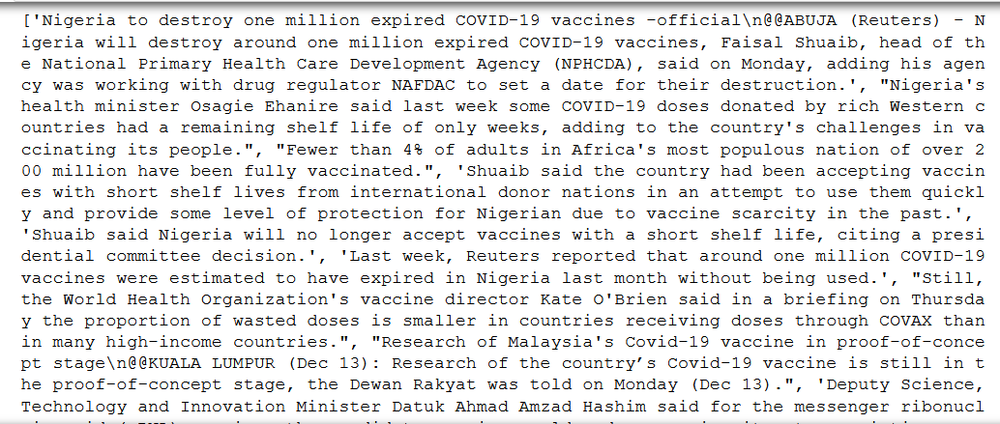 ['Nigeria to destroy one million expired COVID-19 vaccines -official\n@@ABUJA (Reuters) - N
igeria will destroy around one million expired COVID-19 vaccines, Faisal Shuaib, head of th
e National Primary Health Care Development Agency (NPHCDA), said on Monday, adding his agen
cy was working with drug regulator NAFDAC to set a date for their destruction.', "Nigeria's
health minister Osagie Ehanire said last week some COVID-19 doses donated by rich Western c
ountries had a remaining shelf life of only weeks, adding to the country's challenges in va
ccinating its people.", "Fewer than 4% of adults in Africa's most populous nation of over 2
00 million have been fully vaccinated.", 'Shuaib said the country had been accepting vaccin
es with short shelf lives from international donor nations in an attempt to use them quickl
y and provide some level of protection for Nigerian due to vaccine scarcity in the past.',
'Shuaib said Nigeria will no longer accept vaccines with a short shelf life, citing a presi
dential committee decision.', 'Last week, Reuters reported that around one million COVID-19
vaccines were estimated to have expired in Nigeria last month without being used.', "Still,
the World Health Organization's vaccine director Kate O'Brien said in a briefing on Thursda
y the proportion of wasted doses is smaller in countries receiving doses through COVAX than
in many high-income countries.", "Research of Malaysia's Covid-19 vaccine in proof-of-conce
pt stage\n@@KUALA LUMPUR (Dec 13): Research of the country’s Covid-19 vaccine is still in t
he proof-of-concept stage, the Dewan Rakyat was told on Monday (Dec 13).", 'Deputy Science,
Technology and Innovation Minister Datuk Ahmad Amzad Hashim said for the messenger ribonucl